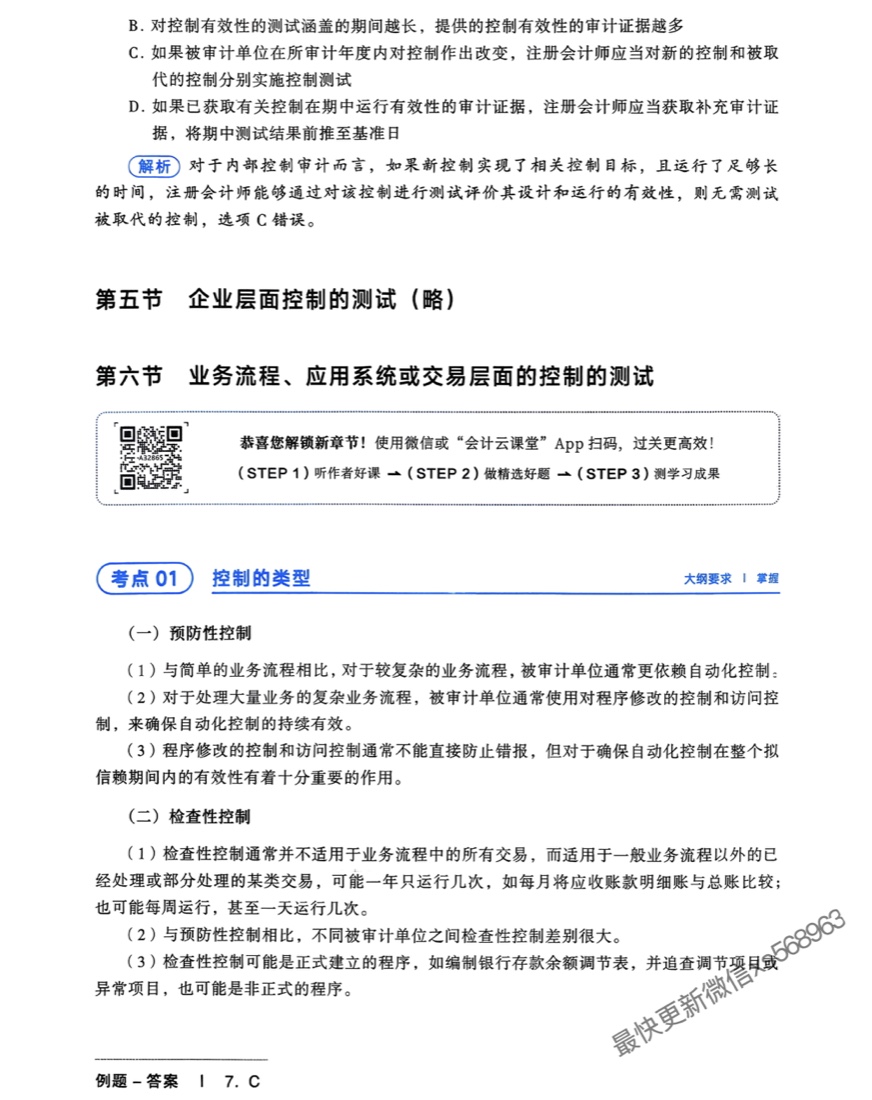 B. 对控制有效性的测试涵盖的期间越长，提供的控制有效性的审计证据越多
C. 如果被审计单位在所审计年度内对控制作出改变，注册会计师应当对新的控制和被取
代的控制分别实施控制测试
D. 如果已获取有关控制在期中运行有效性的审计证据，注册会计师应当获取补充审计证
据，将期中测试结果前推至基准日
解析 对于内部控制审计而言，如果新控制实现了相关控制目标，且运行了足够长
的时间，注册会计师能够通过对该控制进行测试评价其设计和运行的有效性，则无需测试
被取代的控制，选项 C 错误。
第五节 企业层面控制的测试（略）
第六节 业务流程、应用系统或交易层面的控制的测试
A32865
恭喜您解锁新章节！使用微信或“会计云课堂”App 扫码，过关更高效！
（STEP 1）听作者好课 ⇀（STEP 2）做精选好题 ⇀（STEP 3）测学习成果
考点 01 控制的类型 大纲要求 | 掌握
（一）预防性控制
（1）与简单的业务流程相比，对于较复杂的业务流程，被审计单位通常更依赖自动化控制。
（2）对于处理大量业务的复杂业务流程，被审计单位通常使用对程序修改的控制和访问控
制，来确保自动化控制的持续有效。
（3）程序修改的控制和访问控制通常不能直接防止错报，但对于确保自动化控制在整个拟
信赖期间内的有效性有着十分重要的作用。
（二）检查性控制
（1）检查性控制通常并不适用于业务流程中的所有交易，而适用于一般业务流程以外的已
经处理或部分处理的某类交易，可能一年只运行几次，如每月将应收账款明细账与总账比较；
也可能每周运行，甚至一天运行几次。
（2）与预防性控制相比，不同被审计单位之间检查性控制差别很大。
（3）检查性控制可能是正式建立的程序，如编制银行存款余额调节表，并追查调节项目或
异常项目，也可能是非正式的程序。
例题 – 答案 | 7. C